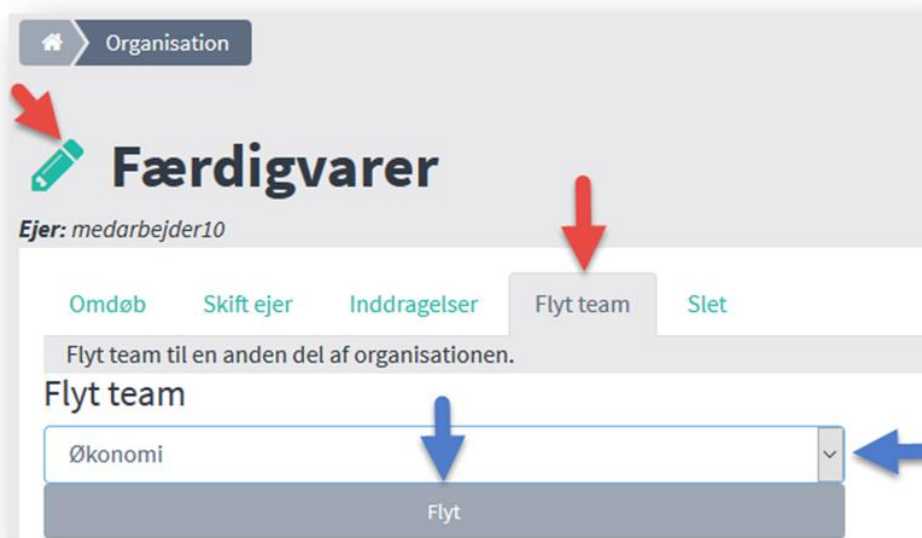 Organisation
Færdigvarer
Ejer: medarbejder10
Omdøb Skift ejer Inddragelser Flyt team Slet
Flyt team til en anden del af organisationen.
Flyt team
Økonomi
Flyt